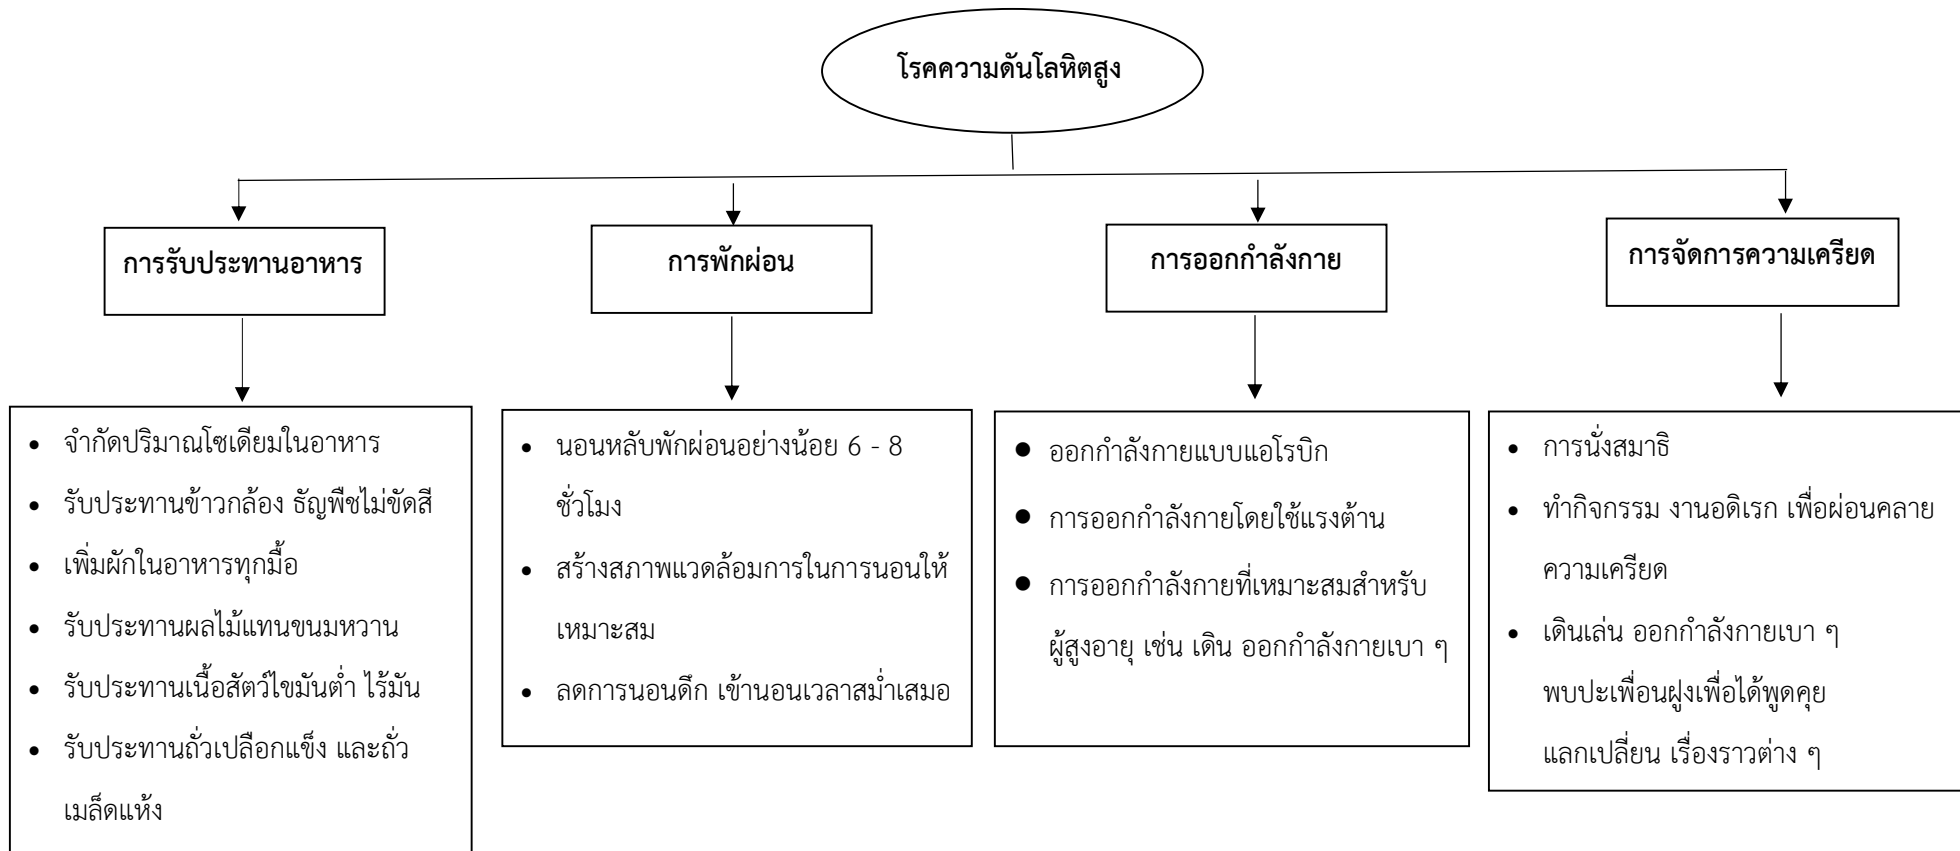 โรคความดันโลหิตสูง
การรับประทานอาหาร
การพักผ่อน
การออกกำลังกาย
การจัดการความเครียด
• จำกัดปริมาณโซเดียมในอาหาร
• รับประทานข้าวกล้อง ธัญพืชไม่ขัดสี
• เพิ่มผักในอาหารทุกมื้อ
• รับประทานผลไม้แทนขนมหวาน
• รับประทานเนื้อสัตว์ไขมันต่ำ ไร้มัน
• รับประทานถั่วเปลือกแข็ง และถั่ว
เมล็ดแห้ง
• นอนหลับพักผ่อนอย่างน้อย 6 - 8
ชั่วโมง
• สร้างสภาพแวดล้อมการในการนอนให้
เหมาะสม
• ลดการนอนดึก เข้านอนเวลาสม่ำเสมอ
• ออกกำลังกายแบบแอโรบิก
• การออกกำลังกายโดยใช้แรงต้าน
• การออกกำลังกายที่เหมาะสมสำหรับ
ผู้สูงอายุ เช่น เดิน ออกกำลังกายเบา ๆ
• การนั่งสมาธิ
• ทำกิจกรรม งานอดิเรก เพื่อผ่อนคลาย
ความเครียด
• เดินเล่น ออกกำลังกายเบา ๆ
พบปะเพื่อนฝูงเพื่อได้พูดคุย
แลกเปลี่ยน เรื่องราวต่าง ๆ